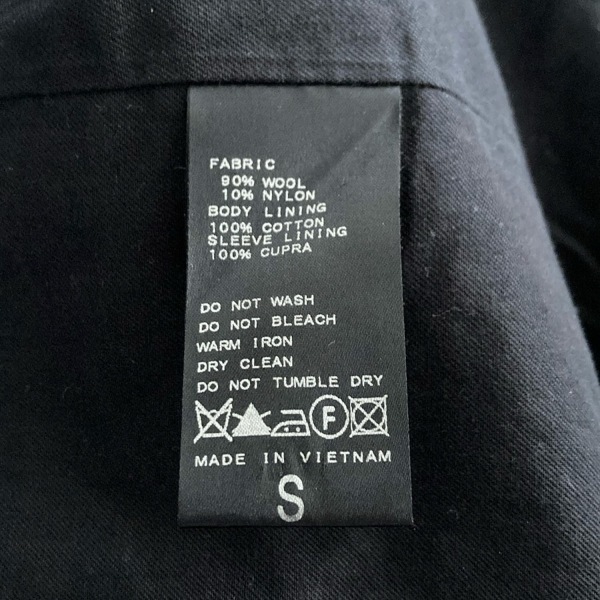 FABRIC
90% WOOL
10% NYLON
BODY LINING
100% COTTON
SLEEVE LINING
100% CUPRA
DO NOT WASH
DO NOT BLEACH
WARM IRON
DRY CLEAN
DO NOT TUMBLE DRY
F
MADE IN VIETNAM
S